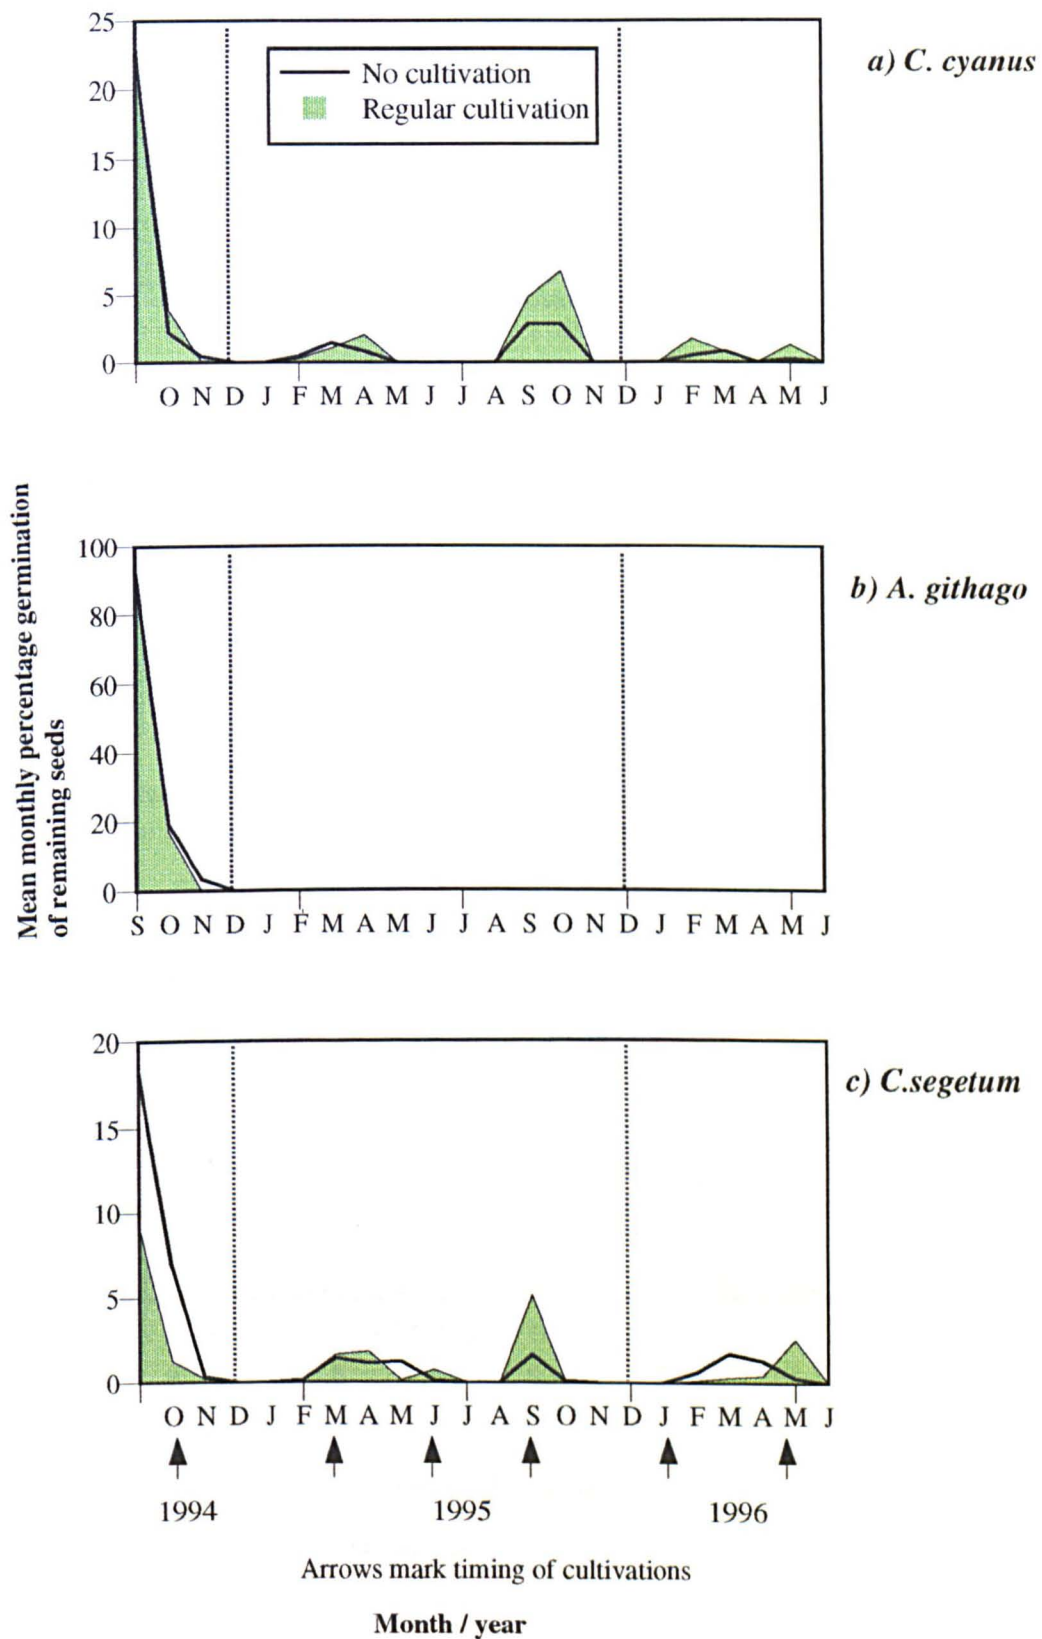 a) C. cyanus
25
20
15
10
5
0
No cultivation
Regular cultivation
O N D J F M A M J J A S O N D J F M A M J
Mean monthly percentage germination
of remaining seeds
b) A. githago
100
80
60
40
20
0
S O N D J F M A M J J A S O N D J F M A M J
c) C.segetum
20
15
10
5
0
O N D J F M A M J J A S O N D J F M A M J
1994 1995 1996
Arrows mark timing of cultivations
Month / year